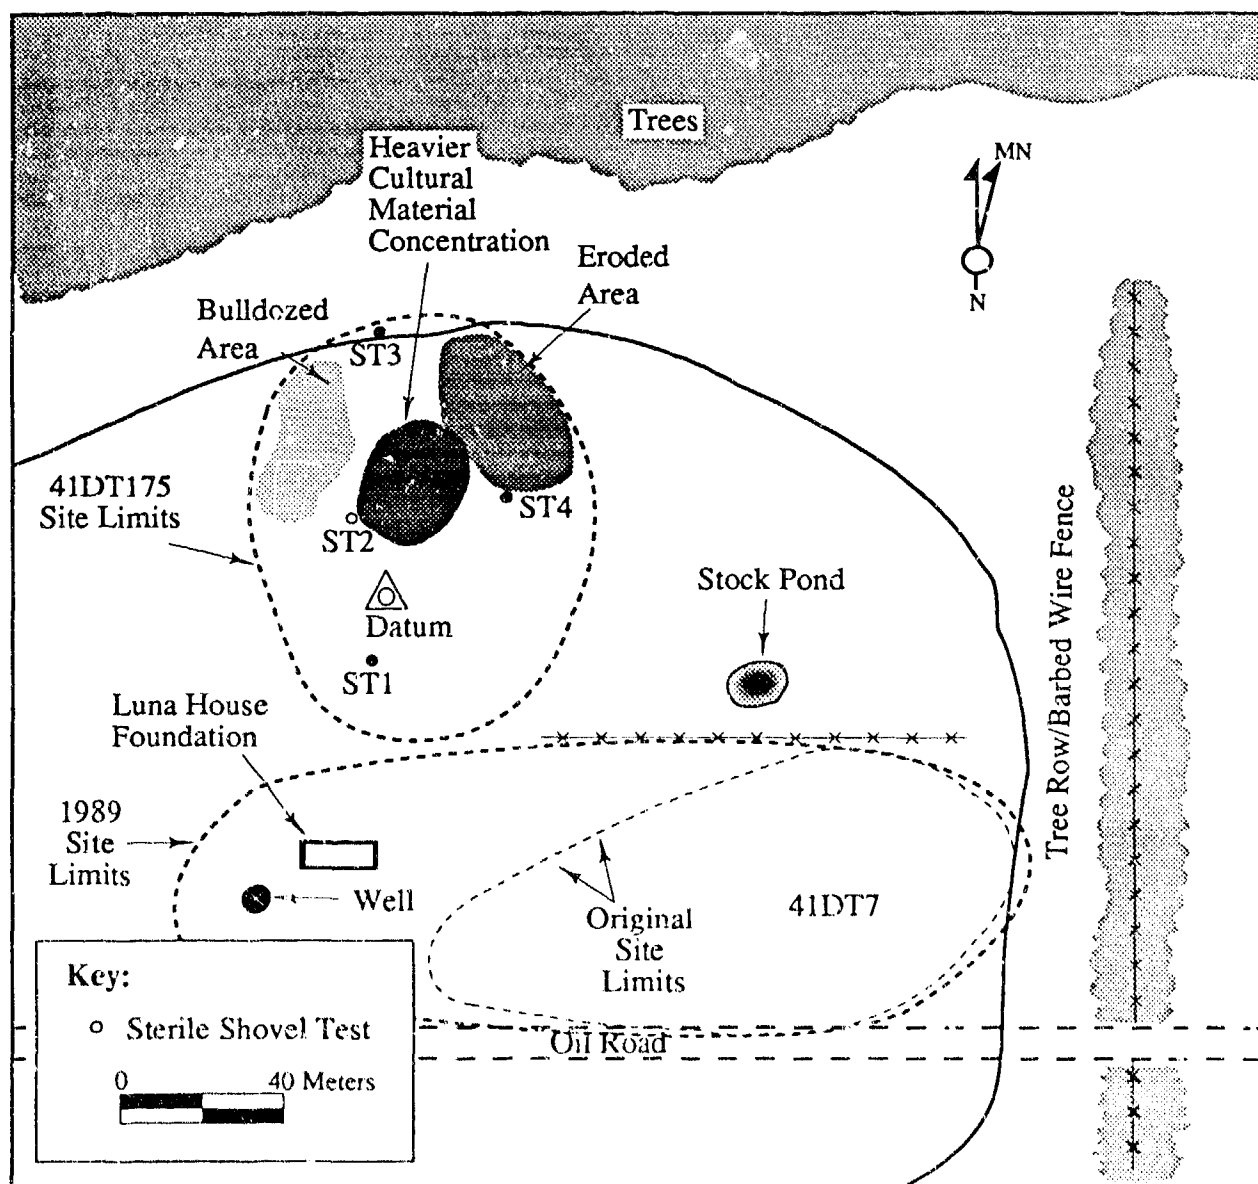 Trees
MN
N
Heavier
Cultural
Material
Concentration
Eroded
Area
Bulldozed
Area
ST3
41DT175
Site Limits
ST4
ST2
Datum
ST1
Stock Pond
Tree Row/Barbed Wire Fence
Luna House
Foundation
1989
Site
Limits
Well
Original
Site
Limits
41DT7
Oil Road
Key:
Sterile Shovel Test
0 40 Meters